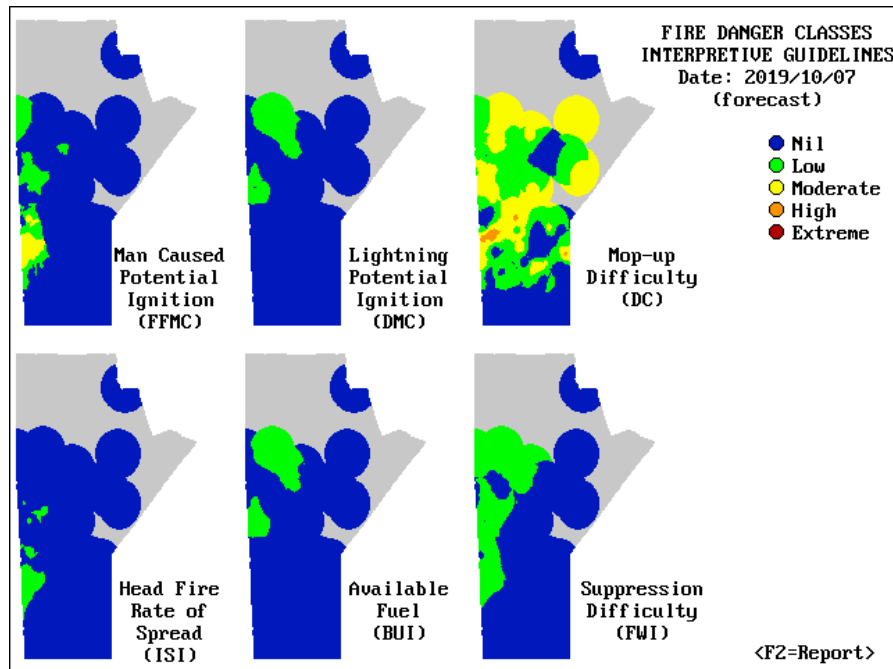 FIRE DANGER CLASSES
INTERPRETIVE GUIDELINES
Date: 2019/10/07
(forecast)
Nil
Low
Moderate
High
Extreme
Man Caused
Potential
Ignition
(FFMC)
Lightning
Potential
Ignition
(DMC)
Mop-up
Difficulty
(DC)
Head Fire
Rate of
Spread
(ISI)
Available
Fuel
(BUI)
Suppression
Difficulty
(FWI)
<F2=Report>